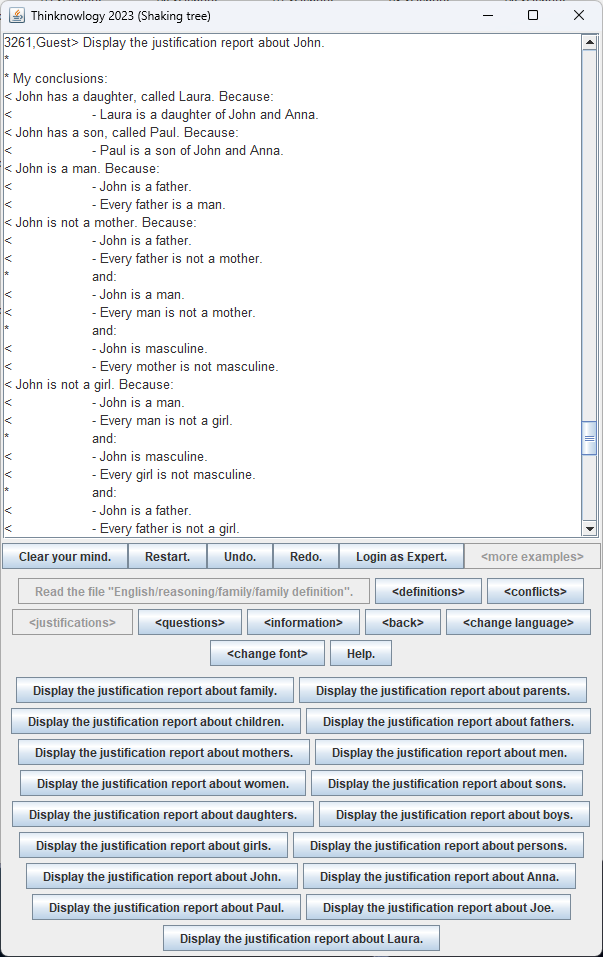 Thinknowlogy 2023 (Shaking tree)
3261,Guest> Display the justification report about John.
*
* My conclusions:
< John has a daughter, called Laura. Because:
< - Laura is a daughter of John and Anna.
< John has a son, called Paul. Because:
< - Paul is a son of John and Anna.
< John is a man. Because:
< - John is a father.
< - Every father is a man.
< John is not a mother. Because:
< - John is a father.
< - Every father is not a mother.
* and:
< - John is a man.
< - Every man is not a mother.
* and:
< - John is masculine.
< - Every mother is not masculine.
< John is not a girl. Because:
< - John is a man.
< - Every man is not a girl.
* and:
< - John is masculine.
< - Every girl is not masculine.
* and:
< - John is a father.
< - Every father is not a girl.
Clear your mind. Restart. Undo. Redo. Login as Expert. <more examples>
Read the file "English/reasoning/family/family definition". <definitions> <conflicts>
<justifications> <questions> <information> <back> <change language>
<change font> Help.
Display the justification report about family. Display the justification report about parents.
Display the justification report about children. Display the justification report about fathers.
Display the justification report about mothers. Display the justification report about men.
Display the justification report about women. Display the justification report about sons.
Display the justification report about daughters. Display the justification report about boys.
Display the justification report about girls. Display the justification report about persons.
Display the justification report about John. Display the justification report about Anna.
Display the justification report about Paul. Display the justification report about Joe.
Display the justification report about Laura.